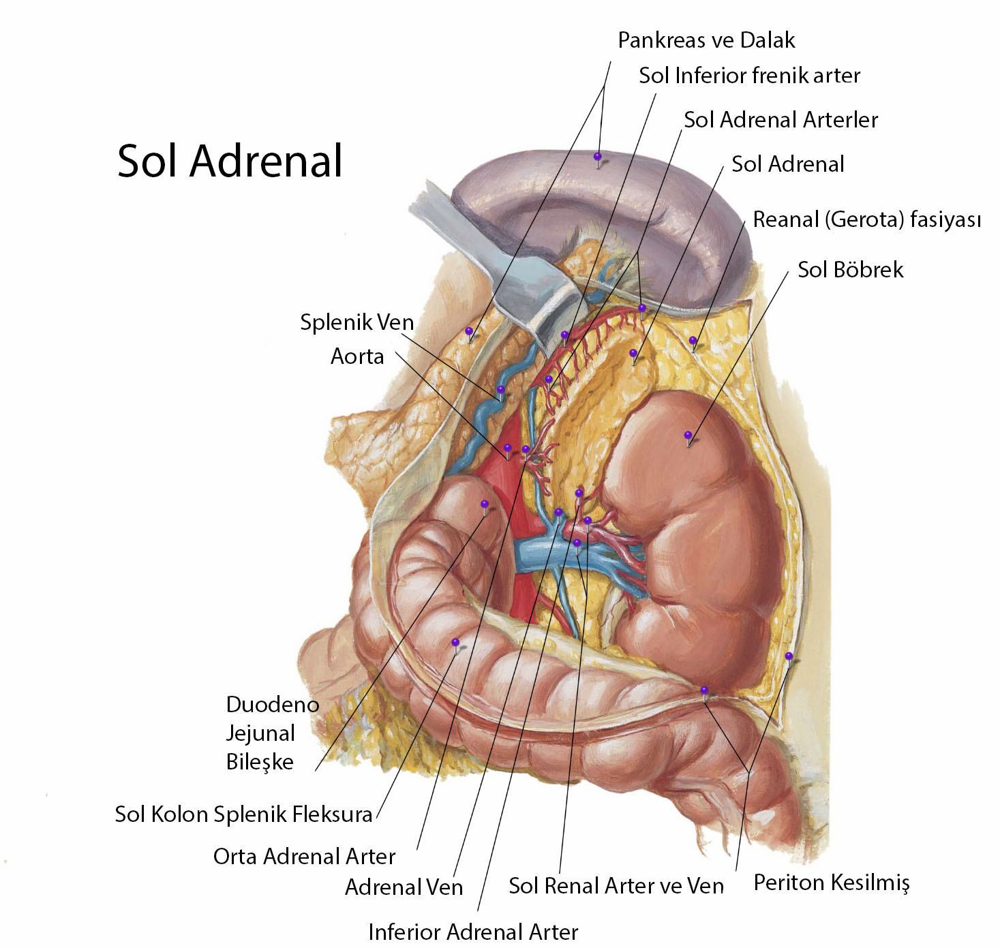 Pankreas ve Dalak
Sol Inferior frenik arter
Sol Adrenal Arterler
Sol Adrenal
Sol Adrenal
Reanal (Gerota) fasiyası
Sol Böbrek
Splenik Ven
Aorta
Duodeno
Jejunal
Bileşke
Sol Kolon Splenik Fleksura
Orta Adrenal Arter
Adrenal Ven
Sol Renal Arter ve Ven
Periton Kesilmiş
Inferior Adrenal Arter